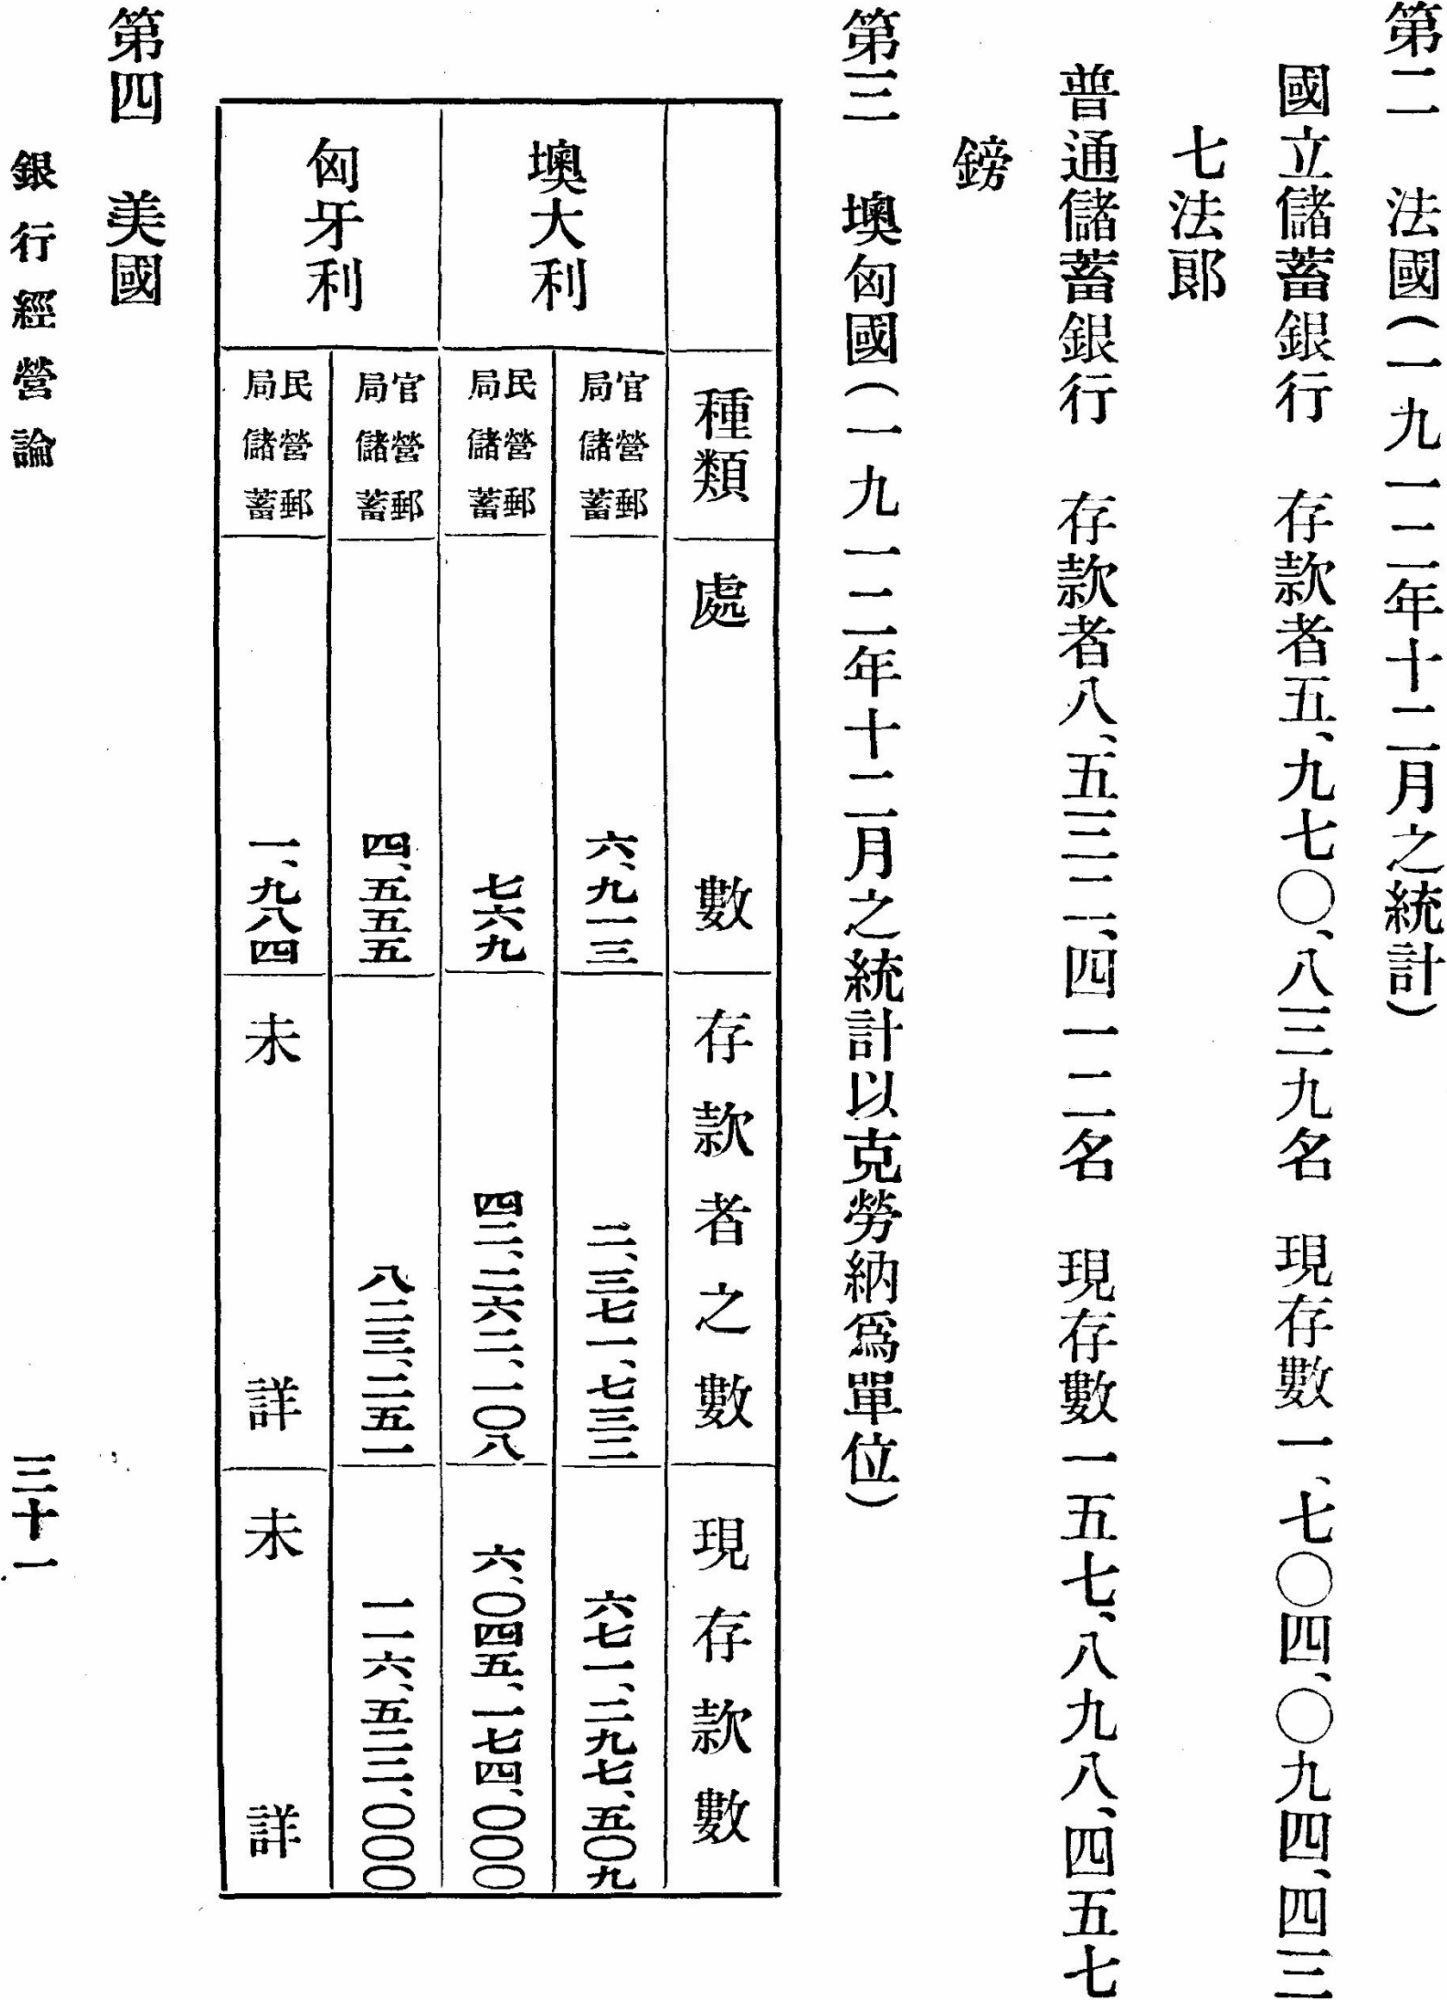 第二　法國(一九一二年十二月之統計)
國立儲蓄銀行　存款者五、九七〇、八三九名　現存數一、七〇四、〇九四、四三
七法郞
普通儲蓄銀行　存款者八、五三二、四一二名　現存數一五七、八九八、四五七
鎊
第三　墺匈國(一九一二年十二月之統計以克勞納爲單位)
種類　處數　存款者之數　現存款數
墺大利
官營郵局儲蓄　六、九一三　二、三七一、七三三　六七一、二九七、五〇九
民營郵局儲蓄　七六九　四二、二六二、一〇八　六、〇四五、一七四、〇〇〇
匈牙利
官營郵局儲蓄　四、五五五　八二三、二五一　一一六、五二二、〇〇〇
民營郵局儲蓄　一、九八四　未詳　未詳
第四　美國
銀行經營論　三十一